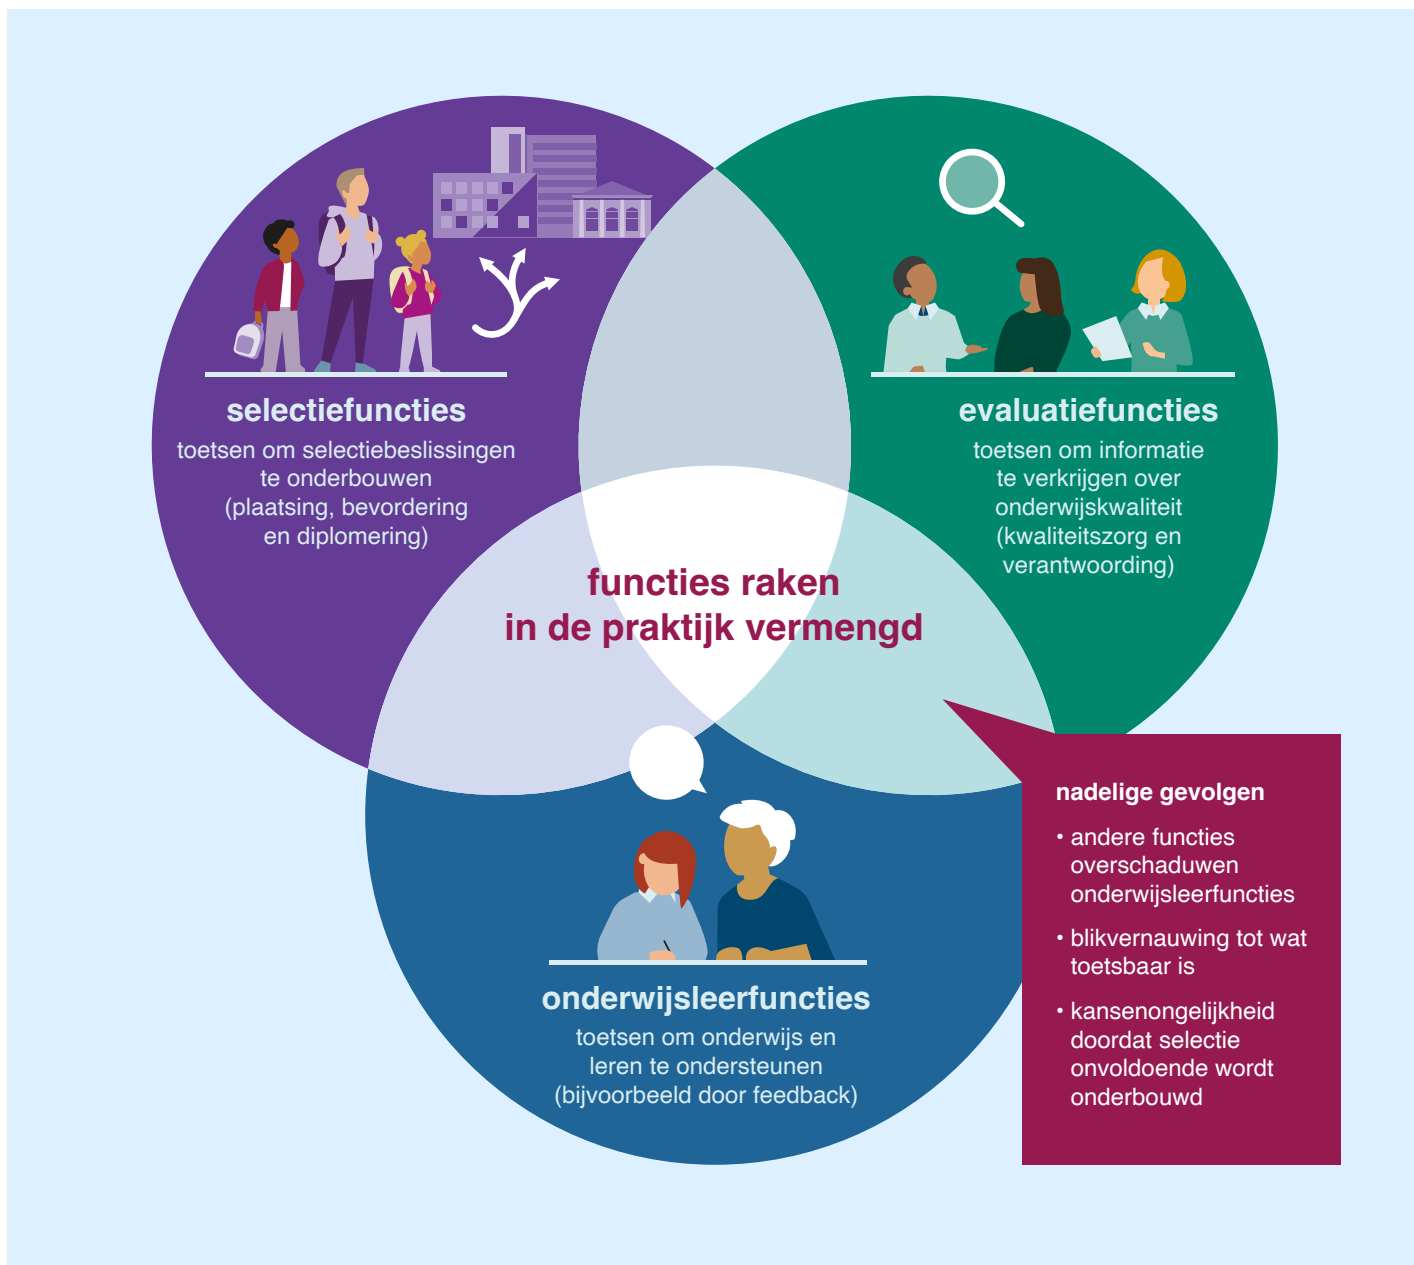 selectiefuncties
toetsen om selectiebeslissingen
te onderbouwen
(plaatsing, bevordering
en diplomering)
evaluatiefuncties
toetsen om informatie
te verkrijgen over
onderwijskwaliteit
(kwaliteitszorg en
verantwoording)
functies raken
in de praktijk vermengd
onderwijsleerfuncties
toetsen om onderwijs en
leren te ondersteunen
(bijvoorbeeld door feedback)
nadelige gevolgen
• andere functies
overschaduwen
onderwijsleerfuncties
• blikvernauwing tot wat
toetsbaar is
• kansenongelijkheid
doordat selectie
onvoldoende wordt
onderbouwd